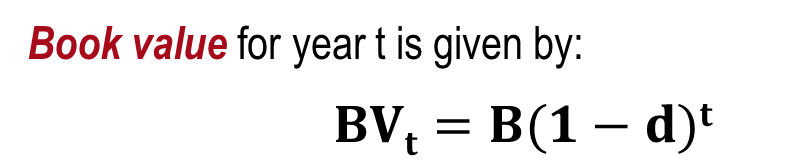 Book value for year t is given by:
BVₜ = B(1 − d)ᵗ